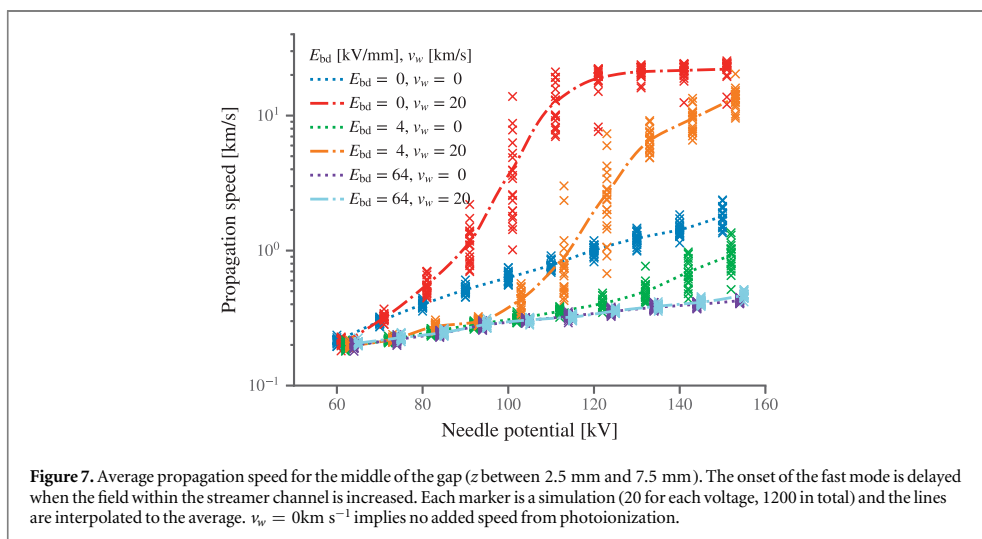 E_bd [kV/mm], v_w [km/s]
E_bd = 0, v_w = 0
E_bd = 0, v_w = 20
E_bd = 4, v_w = 0
E_bd = 4, v_w = 20
E_bd = 64, v_w = 0
E_bd = 64, v_w = 20
Propagation speed [km/s]
10^1
10^0
10^−1
60 80 100 120 140 160
Needle potential [kV]
Figure 7. Average propagation speed for the middle of the gap (z between 2.5 mm and 7.5 mm). The onset of the fast mode is delayed
when the field within the streamer channel is increased. Each marker is a simulation (20 for each voltage, 1200 in total) and the lines
are interpolated to the average. v_w = 0km s^−1 implies no added speed from photoionization.